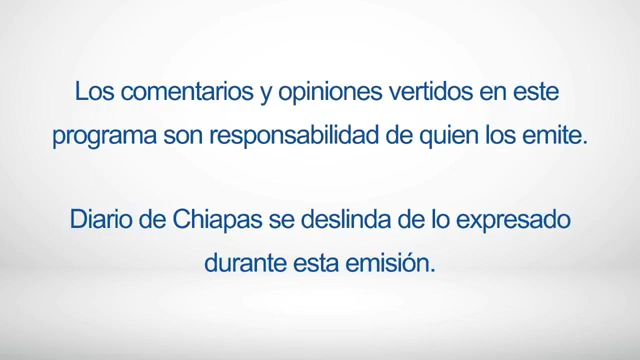 Los comentarios y opiniones vertidos en este
programa son responsabilidad de quien los emite.
Diario de Chiapas se deslinda de lo expresado
durante esta emisión.